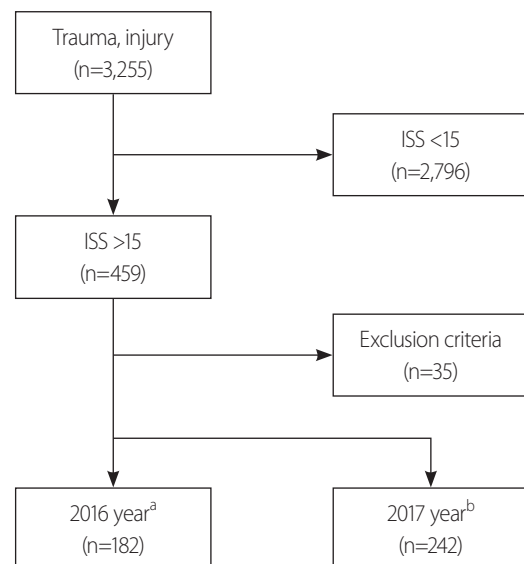 Trauma, injury
(n=3,255)
ISS <15
(n=2,796)
ISS >15
(n=459)
Exclusion criteria
(n=35)
2016 yearᵃ
(n=182)
2017 yearᵇ
(n=242)